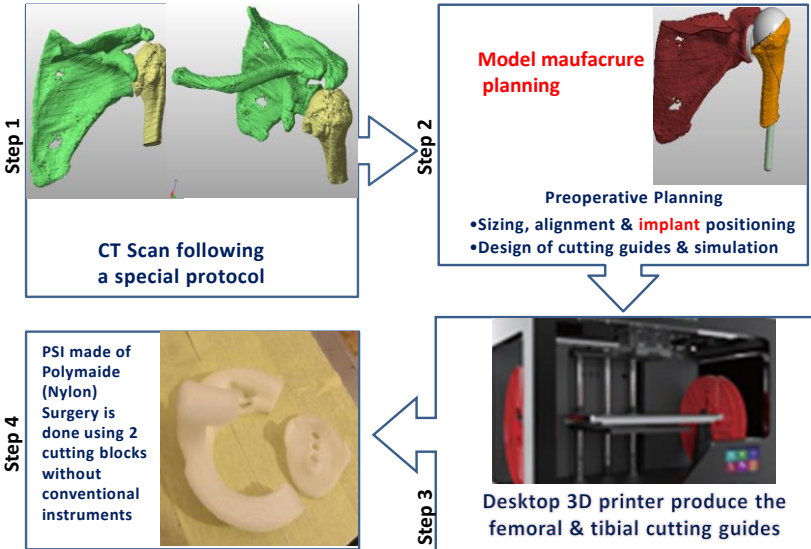 Step 1
CT Scan following
a special protocol
Step 2
Model maufacrure
planning
Preoperative Planning
•Sizing, alignment & implant positioning
•Design of cutting guides & simulation
Step 3
Desktop 3D printer produce the
femoral & tibial cutting guides
Step 4
PSI made of
Polymaide
(Nylon)
Surgery is
done using 2
cutting blocks
without
conventional
instruments